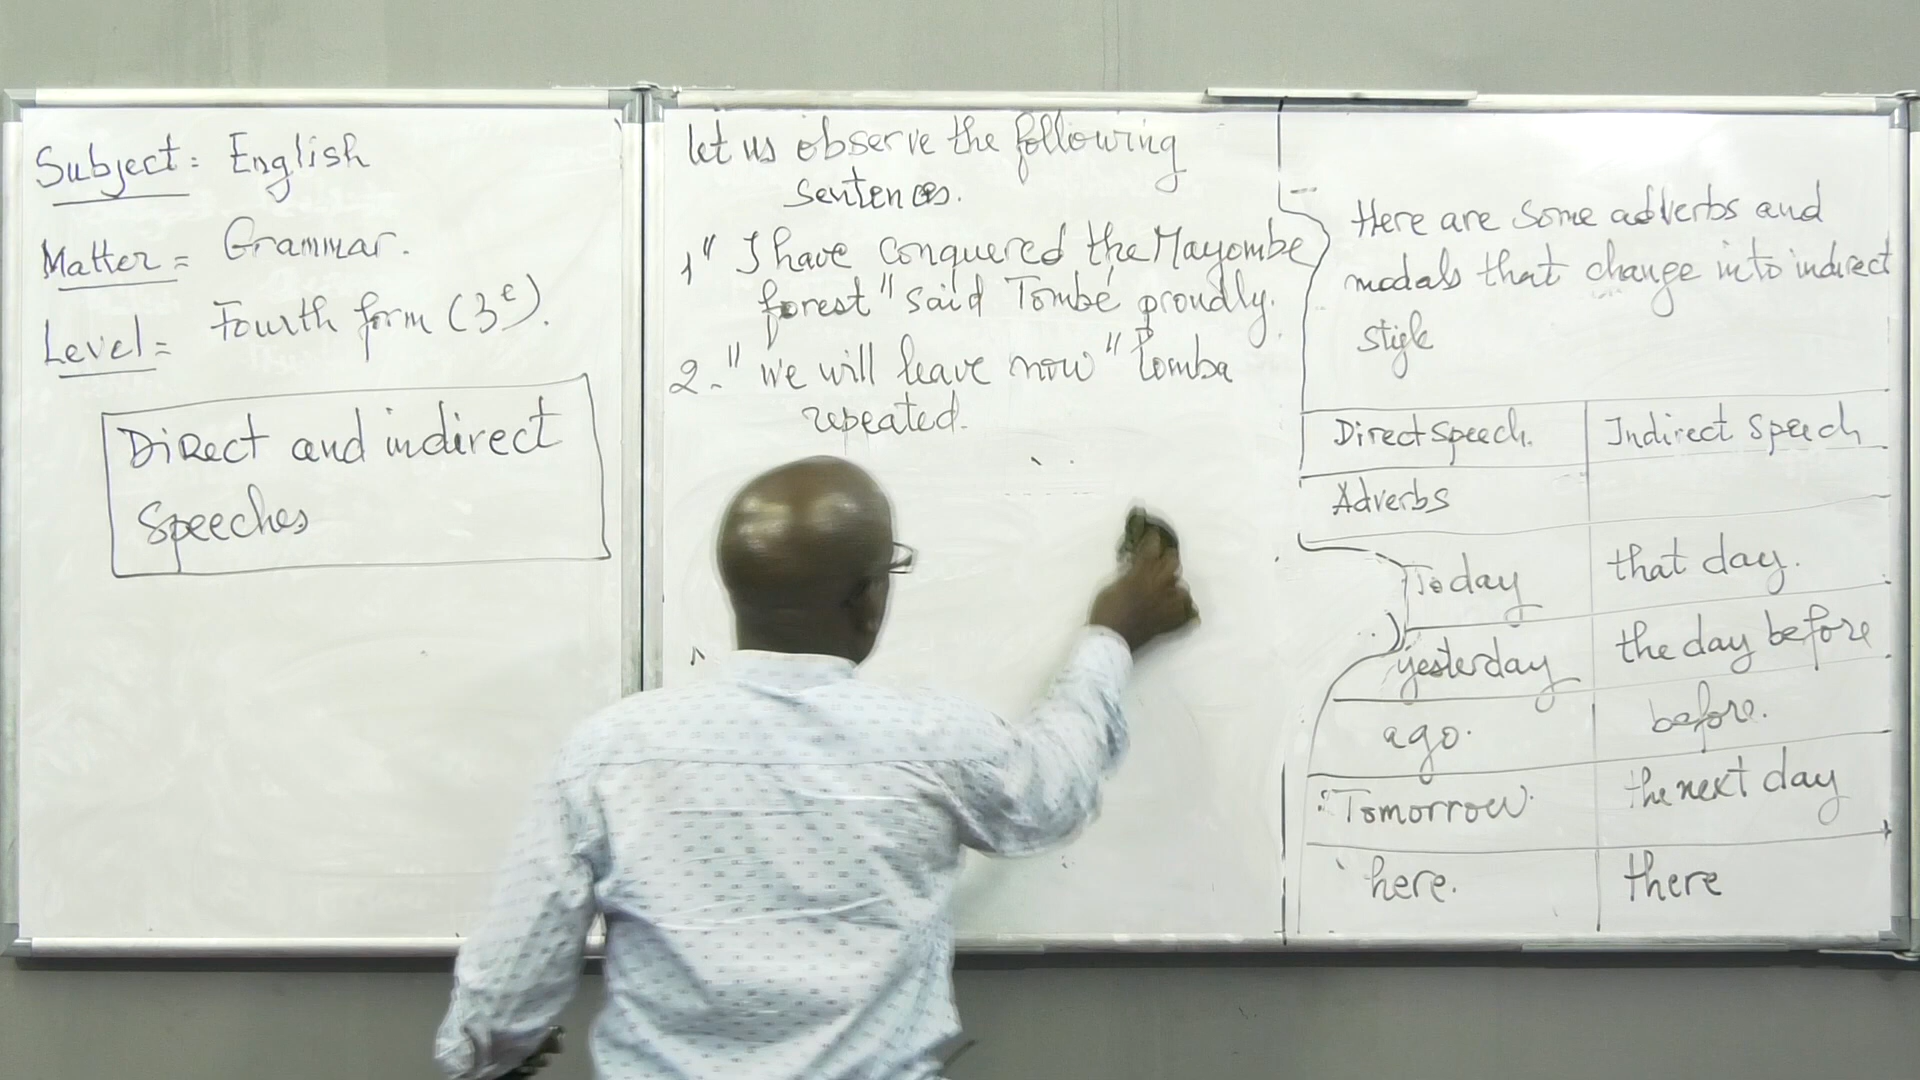 Subject: English
Matter = Grammar.
Level = Fourth form (3e).
Direct and indirect
Speeches
let us observe the following
sentences.
1 " I have conquered the Mayombe
forest" said Tombé proudly.
2-" we will leave now" tomba
repeated.
Here are some adverbs and
modals that change into indirect
style
Direct speech. Indirect speech
Adverbs
Today that day.
yesterday the day before
ago. before.
Tomorrow. the next day
here. there